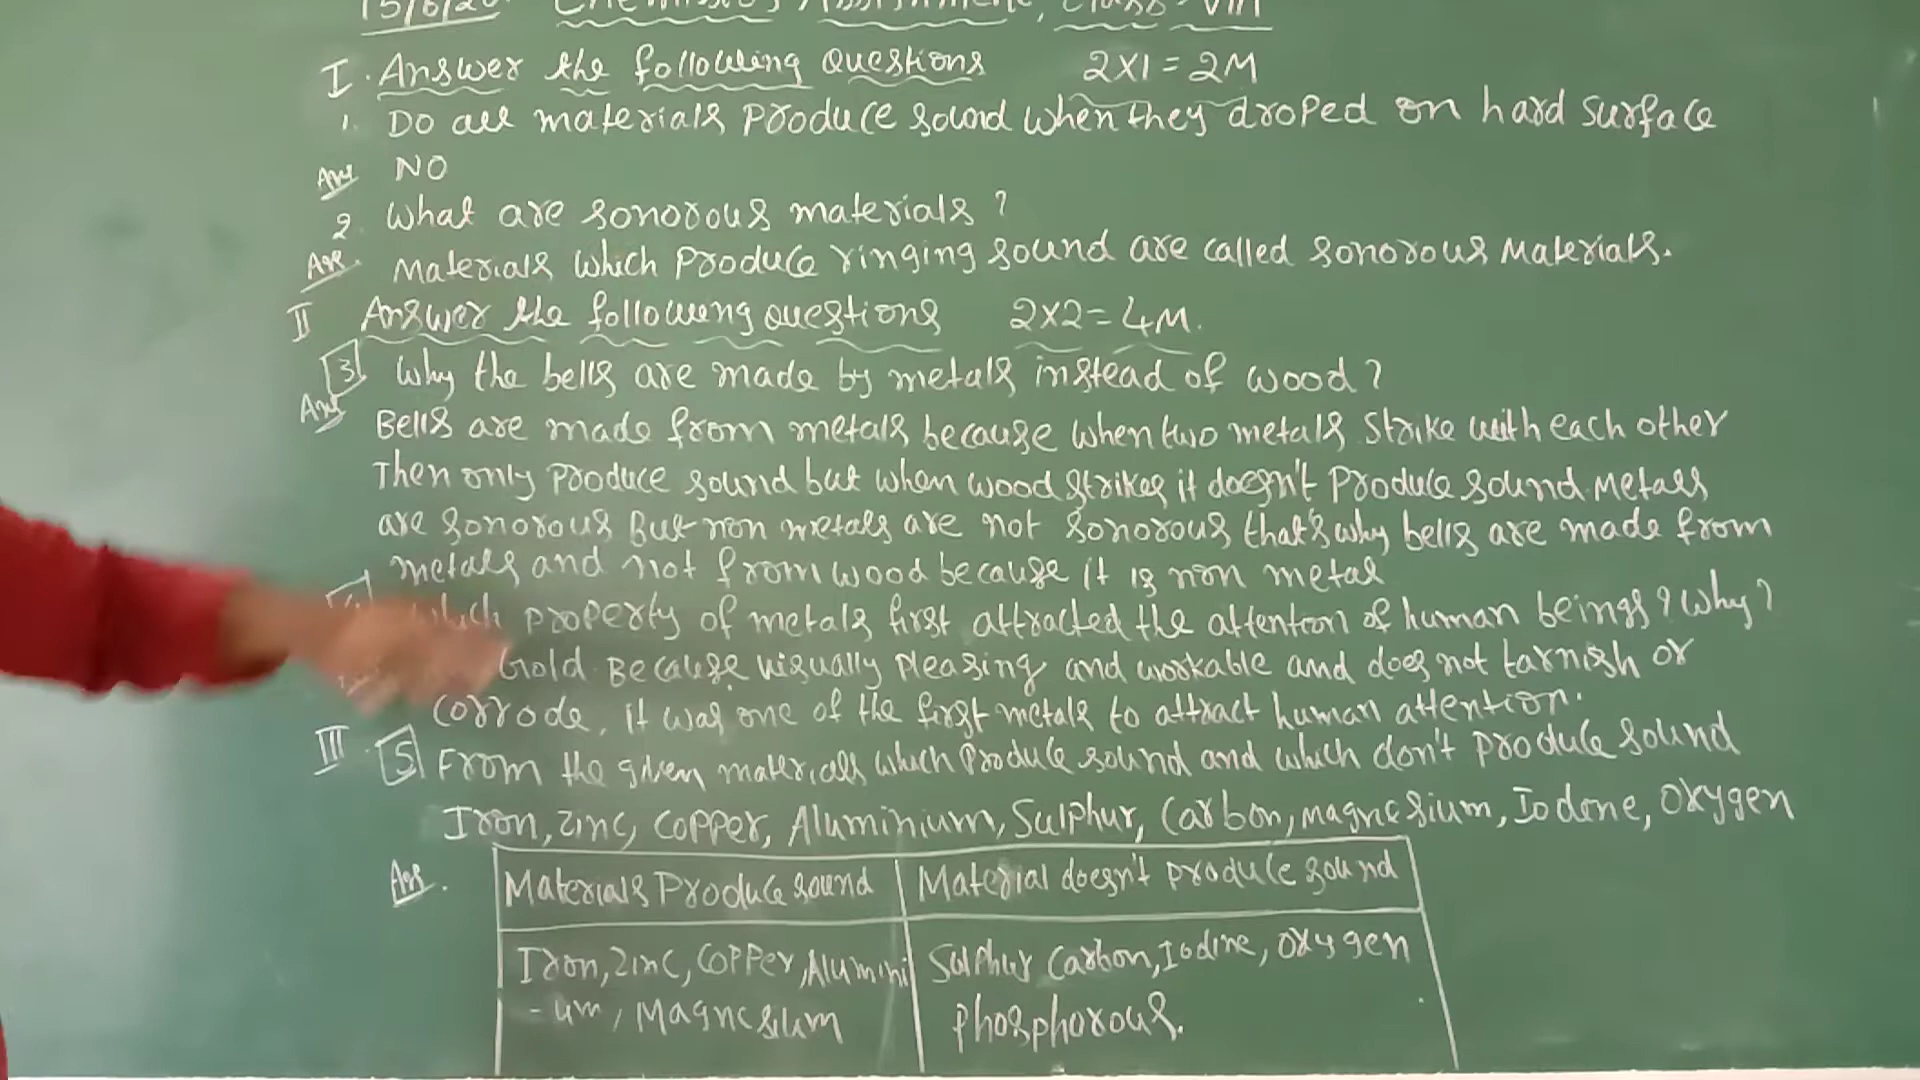 15/6/20 Chemistry Assignment, Class - VIII
I. Answer the following Questions 2x1=2M
1. Do all materials produce sound when they droped on hard surface
Ans NO
2. What are sonorous materials?
Ans. Materials which produce ringing sound are called sonorous Materials.
II Answer the following questions 2x2=4M.
3 Why the bells are made by metals instead of wood?
Ans
Bells are made from metals because when two metals strike with each other
Then only produce sound but when wood strikes it doesn't produce sound. Metals
are sonorous But non metals are not sonorous that's why bells are made from
metals and not from wood because it is non metal
property of metals first attracted the attention of human beings? Why?
Gold. Because visually pleasing and workable and does not tarnish or
corrode, it was one of the first metals to attract human attention.
III. 5 From the given materials which produce sound and which don't produce sound
Iron, zinc, copper, Aluminium, Sulphur, Carbon, magnesium, Iodine, Oxygen
Ans.
Materials Produce sound Material doesn't produce sound
Iron, zinc, copper, Alumini Sulphur Carbon, Iodine, oxygen
-um, Magnesium phosphorous.